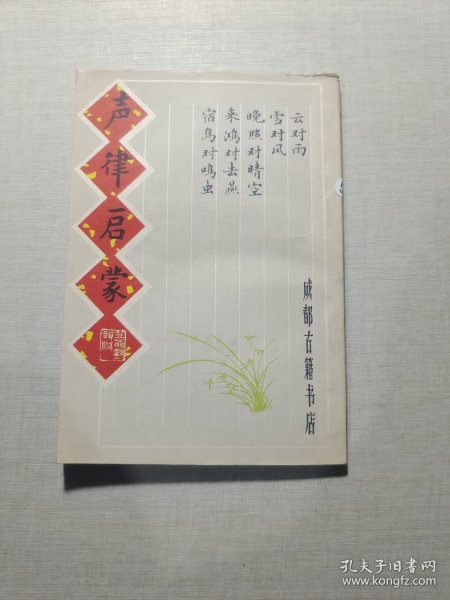 声律启蒙
云对雨
雪对风
晚照对晴空
来鸿对去燕
宿鸟对鸣虫
成都古籍书店
孔夫子旧书网
www.kongfz.com